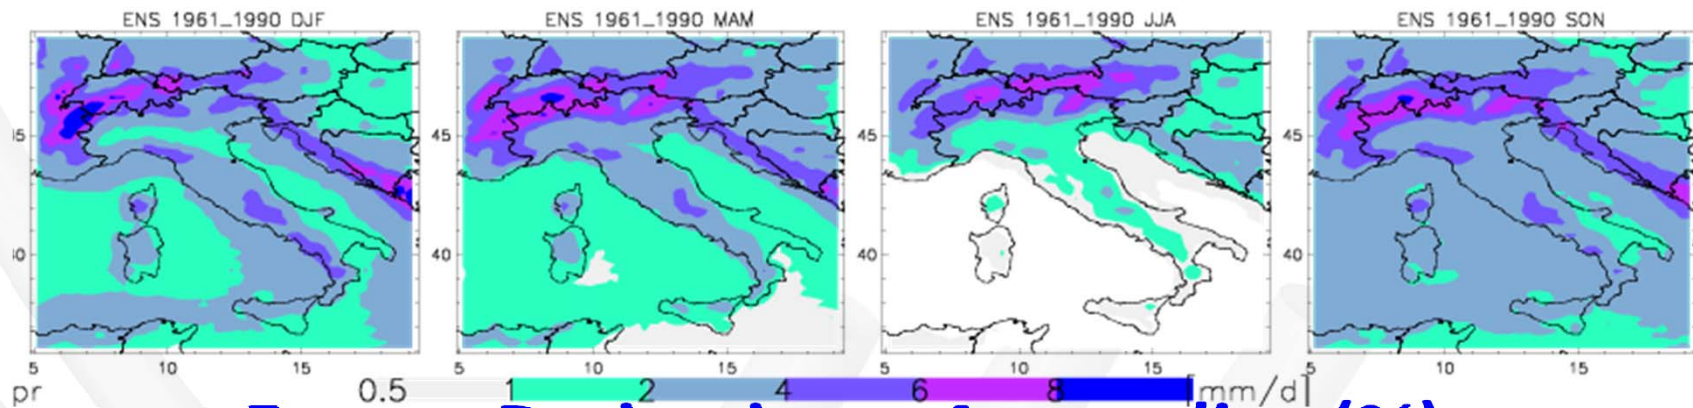 ENS 1961_1990 DJF ENS 1961_1990 MAM ENS 1961_1990 JJA ENS 1961_1990 SON
45 45 45 45
40 40 40 40
5 10 15 5 10 15 5 10 15 5 10 15
pr 0.5 1 2 4 6 8 [mm/d]